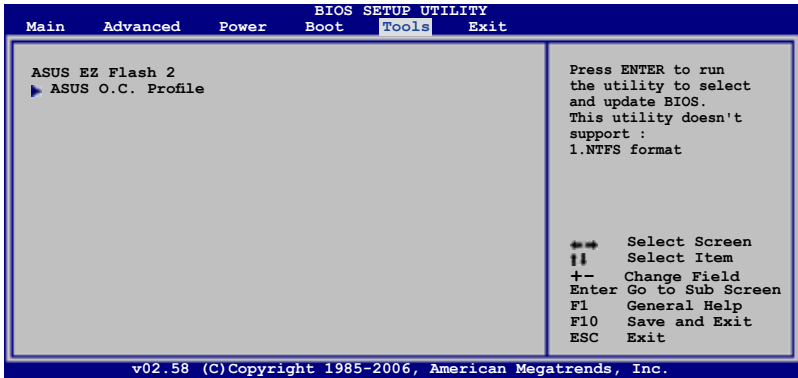 BIOS SETUP UTILITY
Main Advanced Power Boot Tools Exit
ASUS EZ Flash 2
ASUS O.C. Profile
Press ENTER to run
the utility to select
and update BIOS.
This utility doesn't
support :
1.NTFS format
Select Screen
Select Item
+- Change Field
Enter Go to Sub Screen
F1 General Help
F10 Save and Exit
ESC Exit
v02.58 (C)Copyright 1985-2006, American Megatrends, Inc.